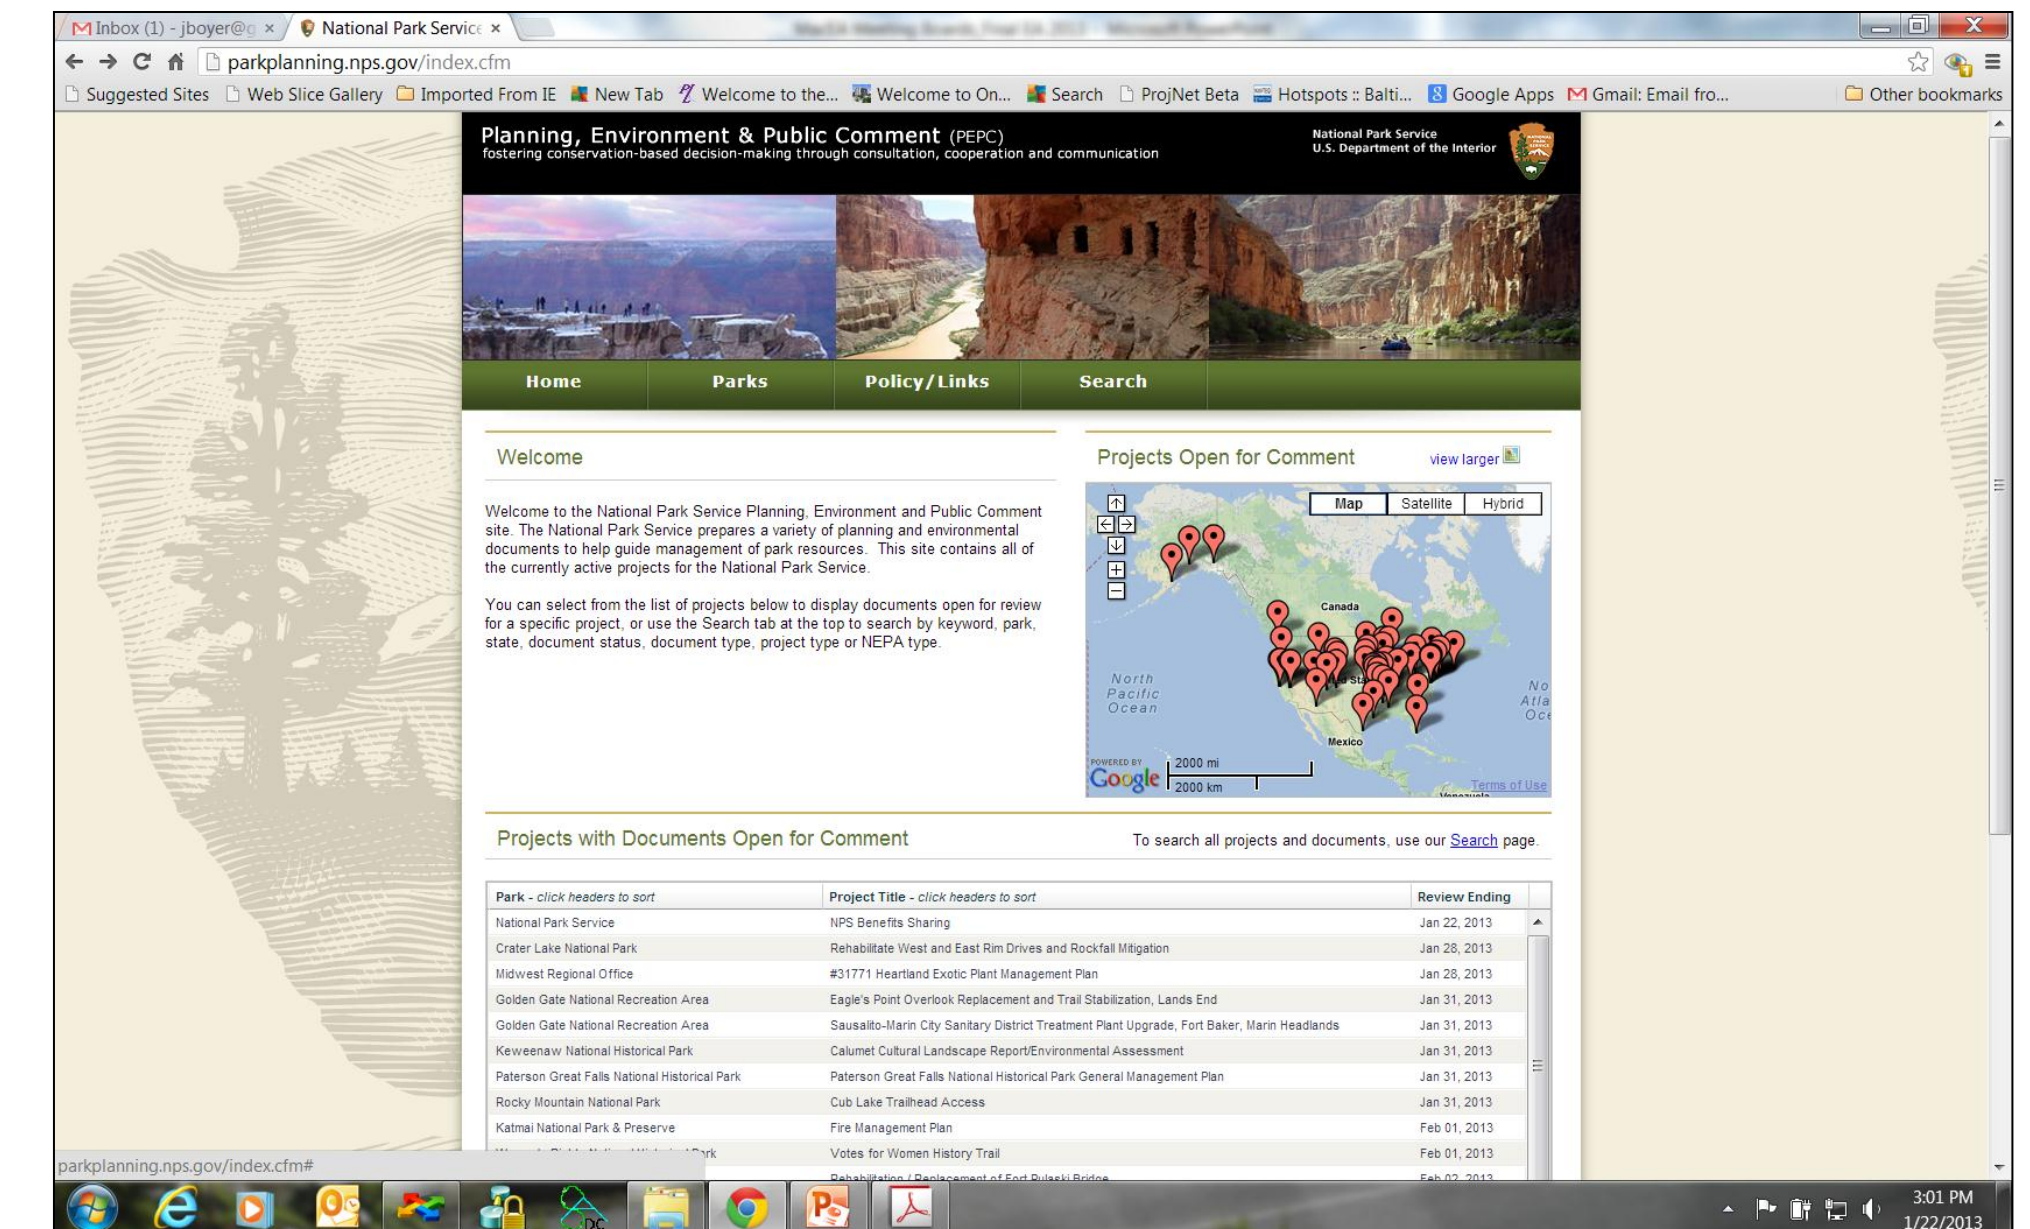 Inbox (1) - jboyer@g
National Park Service
parkplanning.nps.gov/index.cfm
Suggested Sites Web Slice Gallery Imported From IE New Tab Welcome to the... Welcome to On... Search ProjNet Beta Hotspots :: Balti... Google Apps Gmail: Email fro... Other bookmarks
Planning, Environment & Public Comment (PEPC)
fostering conservation-based decision-making through consultation, cooperation and communication
National Park Service
U.S. Department of the Interior
Home Parks Policy/Links Search
Welcome
Welcome to the National Park Service Planning, Environment and Public Comment
site. The National Park Service prepares a variety of planning and environmental
documents to help guide management of park resources. This site contains all of
the currently active projects for the National Park Service.
You can select from the list of projects below to display documents open for review
for a specific project, or use the Search tab at the top to search by keyword, park,
state, document status, document type, project type or NEPA type.
Projects Open for Comment view larger
Map Satellite Hybrid
Canada
North
Pacific
Ocean
No
Atla
Oce
Mexico
POWERED BY
Google
2000 mi
2000 km
Terms of Use
Venezuela
Projects with Documents Open for Comment To search all projects and documents, use our Search page.
Park - click headers to sort Project Title - click headers to sort Review Ending
National Park Service NPS Benefits Sharing Jan 22, 2013
Crater Lake National Park Rehabilitate West and East Rim Drives and Rockfall Mitigation Jan 28, 2013
Midwest Regional Office #31771 Heartland Exotic Plant Management Plan Jan 28, 2013
Golden Gate National Recreation Area Eagle's Point Overlook Replacement and Trail Stabilization, Lands End Jan 31, 2013
Golden Gate National Recreation Area Sausalito-Marin City Sanitary District Treatment Plant Upgrade, Fort Baker, Marin Headlands Jan 31, 2013
Keweenaw National Historical Park Calumet Cultural Landscape Report/Environmental Assessment Jan 31, 2013
Paterson Great Falls National Historical Park Paterson Great Falls National Historical Park General Management Plan Jan 31, 2013
Rocky Mountain National Park Cub Lake Trailhead Access Jan 31, 2013
Katmai National Park & Preserve Fire Management Plan Feb 01, 2013
Votes for Women History Trail Feb 01, 2013
Rehabilitation / Replacement of Fort Pulaski Bridge Feb 02, 2013
parkplanning.nps.gov/index.cfm#
DC
3:01 PM
1/22/2013